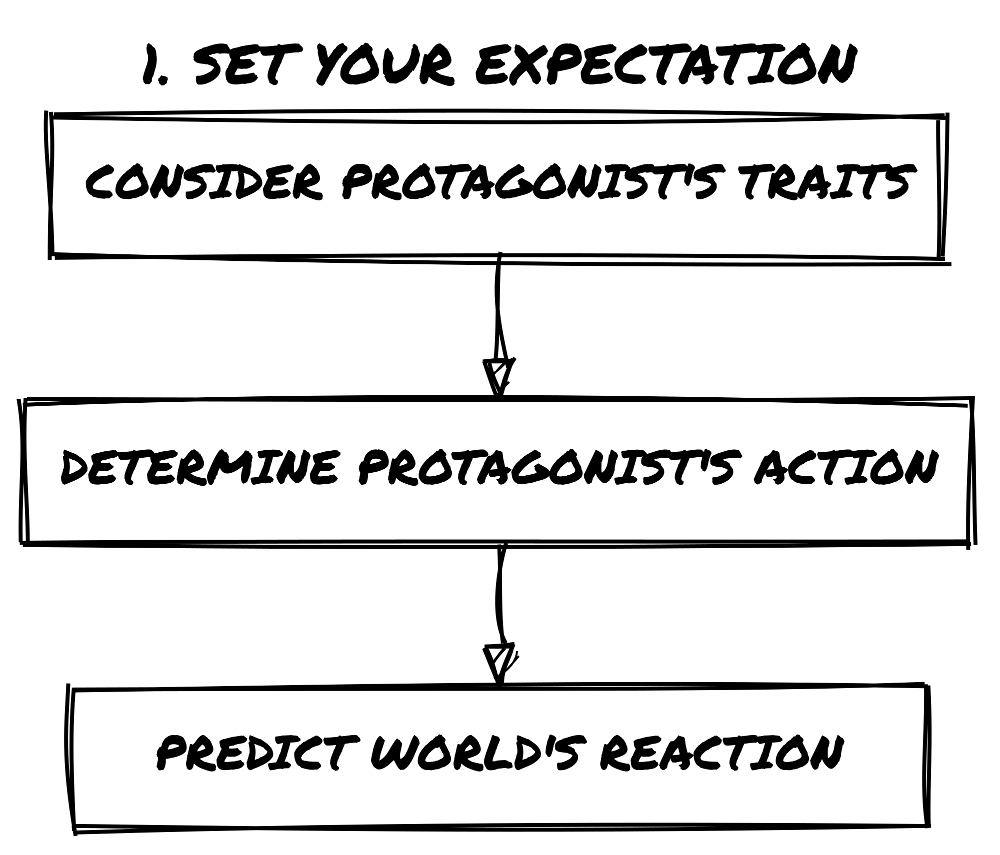 1. SET YOUR EXPECTATION
CONSIDER PROTAGONIST'S TRAITS
DETERMINE PROTAGONIST'S ACTION
PREDICT WORLD'S REACTION